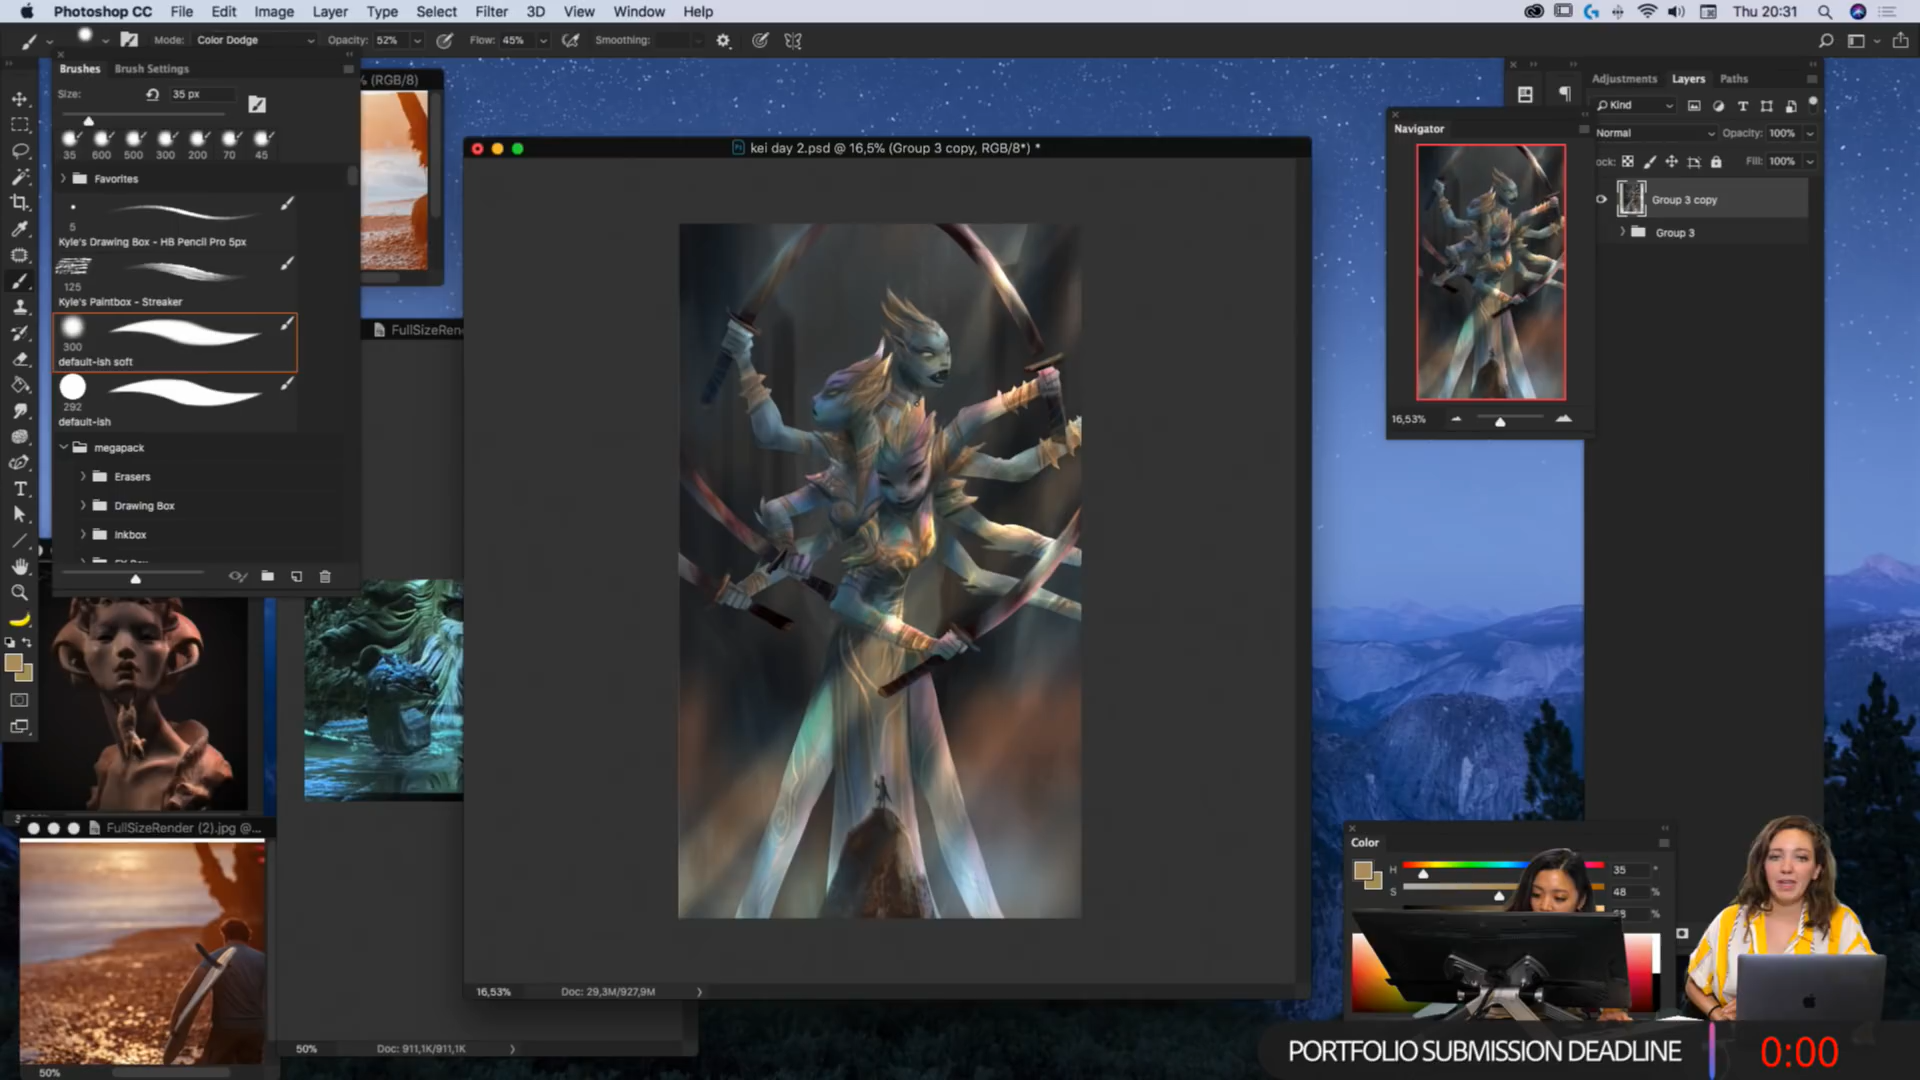 Photoshop CC File Edit Image Layer Type Select Filter 3D View Window Help Thu 20:31
Mode: Color Dodge Opacity: 52% Flow: 45% Smoothing:
Brushes Brush Settings
Size: 35 px
35 600 500 300 200 70 45
Favorites
5
Kyle's Drawing Box - HB Pencil Pro 5px
125
Kyle's Paintbox - Streaker
300
default-ish soft
292
default-ish
megapack
Erasers
Drawing Box
Inkbox
% (RGB/8)
FullSizeRen
kei day 2.psd @ 16,5% (Group 3 copy, RGB/8*) *
16,53% Doc: 29,3M/927,9M
50% Doc: 911,1K/911,1K
FullSizeRender (2).jpg @...
50%
Navigator
16,53%
Adjustments Layers Paths
Kind
Normal Opacity: 100%
ock: Fill: 100%
Group 3 copy
Group 3
Color
H 35 °
S 48 %
%
PORTFOLIO SUBMISSION DEADLINE 0:00